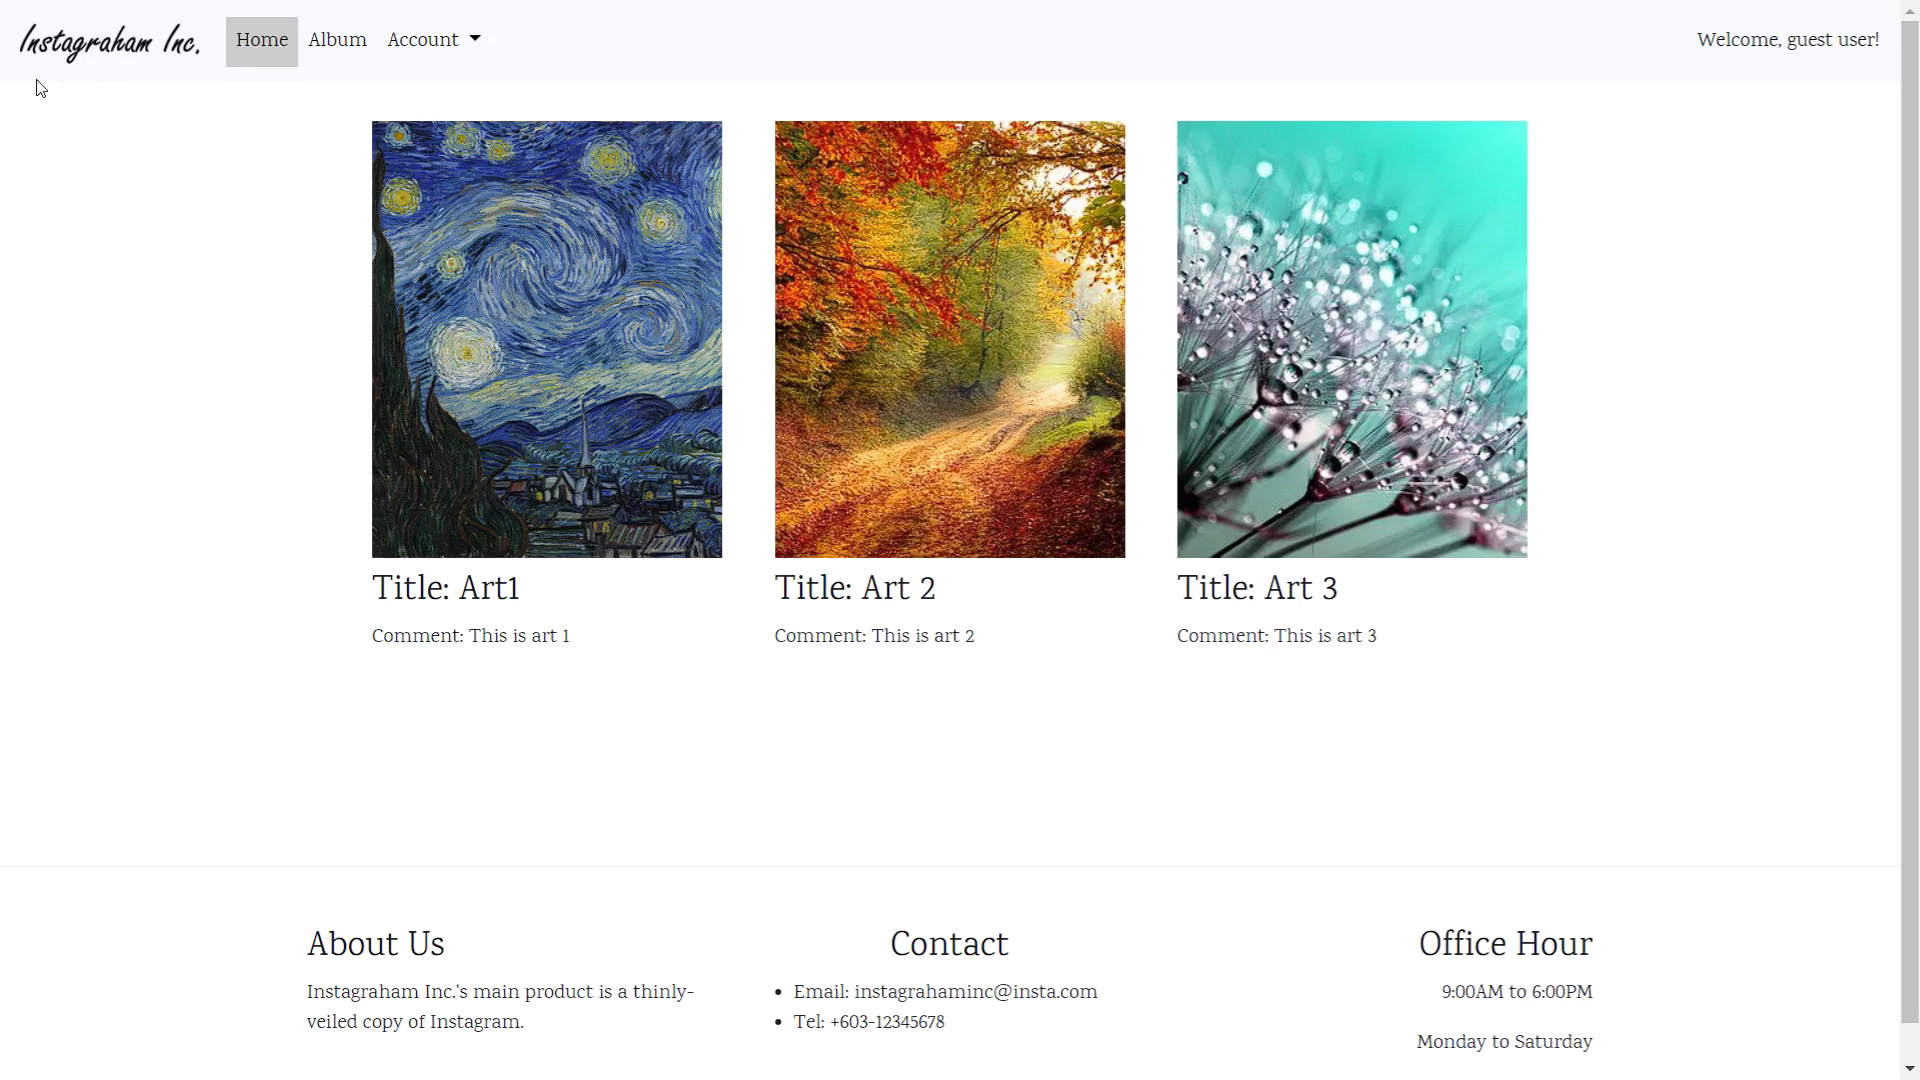 Instagraham Inc.
Home
Album
Account
Welcome, guest user!
Title: Art1
Comment: This is art 1
Title: Art 2
Comment: This is art 2
Title: Art 3
Comment: This is art 3
About Us
Instagraham Inc.'s main product is a thinly-
veiled copy of Instagram.
Contact
• Email: instagrahaminc@insta.com
• Tel: +603-12345678
Office Hour
9:00AM to 6:00PM
Monday to Saturday